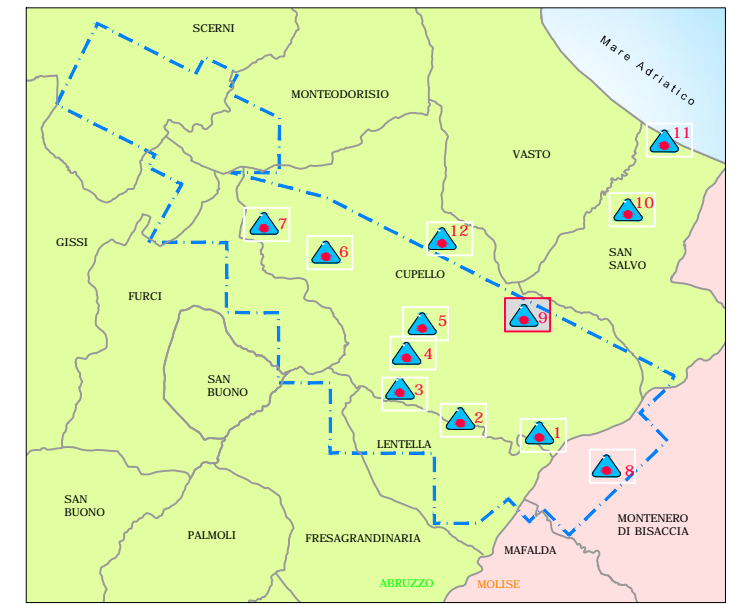 SCERNI
Mare Adriatico
MONTEODORISIO
11
VASTO
10
7
12
GISSI
6
SAN
SALVO
CUPELLO
FURCI
5
9
4
SAN
BUONO
3
2
1
LENTELLA
8
SAN
BUONO
MONTENERO
DI BISACCIA
PALMOLI
FRESAGRANDINARIA
MAFALDA
ABRUZZO
MOLISE